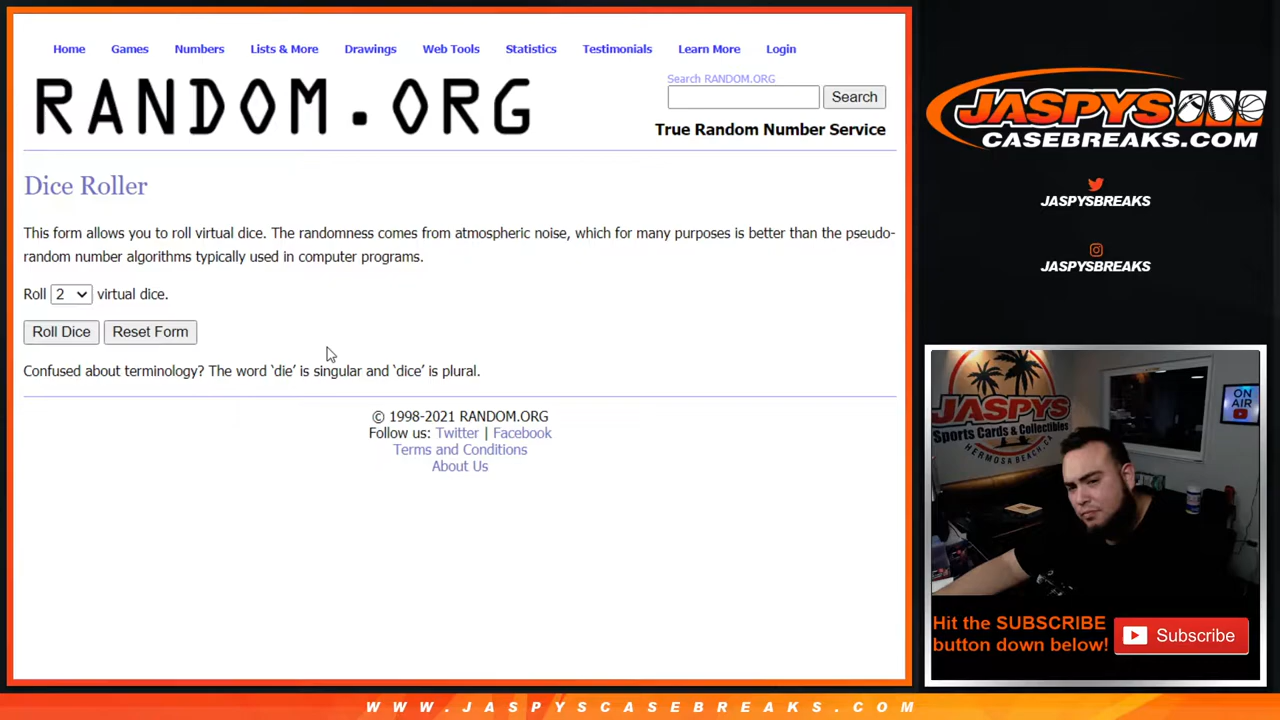 Home Games Numbers Lists & More Drawings Web Tools Statistics Testimonials Learn More Login
RANDOM.ORG
Search RANDOM.ORG
Search
True Random Number Service
Dice Roller
This form allows you to roll virtual dice. The randomness comes from atmospheric noise, which for many purposes is better than the pseudo-
random number algorithms typically used in computer programs.
Roll 2 virtual dice.
Roll Dice Reset Form
Confused about terminology? The word ‘die’ is singular and ‘dice’ is plural.
© 1998-2021 RANDOM.ORG
Follow us: Twitter | Facebook
Terms and Conditions
About Us
JASPYS
CASEBREAKS.COM
JASPYSBREAKS
JASPYSBREAKS
JASPYS
Sports Cards & Collectibles
HERMOSA BEACH, CA
ON
AIR
Hit the SUBSCRIBE
button down below!
Subscribe
WWW.JASPYSCASEBREAKS.COM